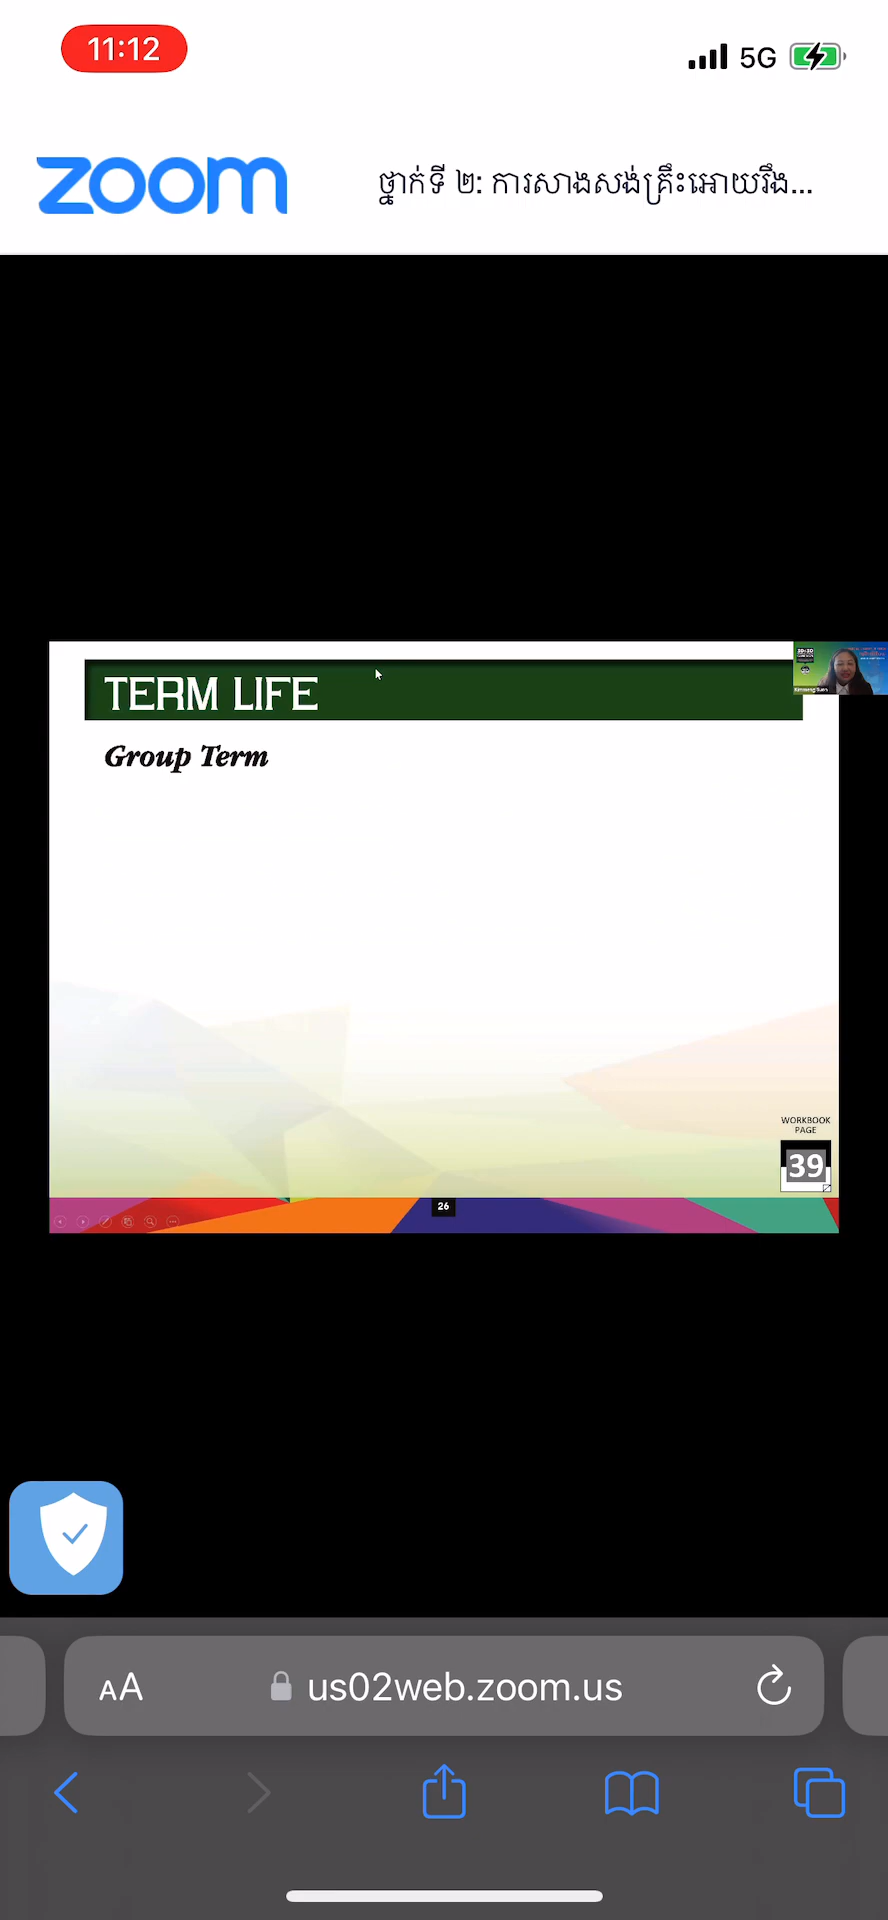 11:12
5G
zoom
ថ្នាក់ទី ២: ការសាងសង់គ្រឹះអោយរឹង...
TERM LIFE
Group Term
WORKBOOK
PAGE
39
26
AA
us02web.zoom.us